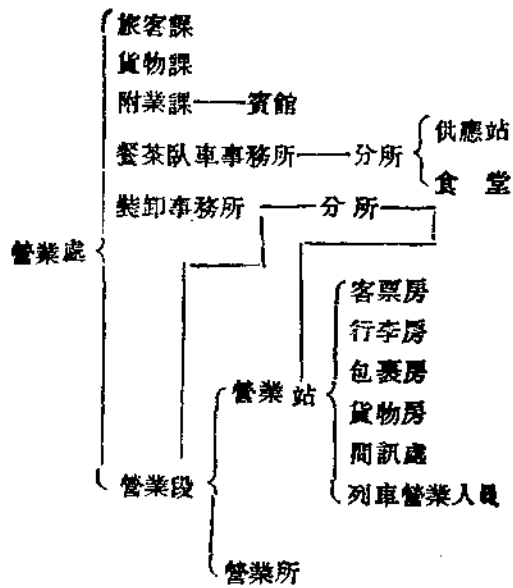 旅客課
貨物課
附業課——賓館
餐茶臥車事務所——分所
供應站
食堂
裝卸事務所——分所
營業處
客票房
行李房
包裹房
營業站
貨物房
問訊處
營業段
列車營業人員
營業所